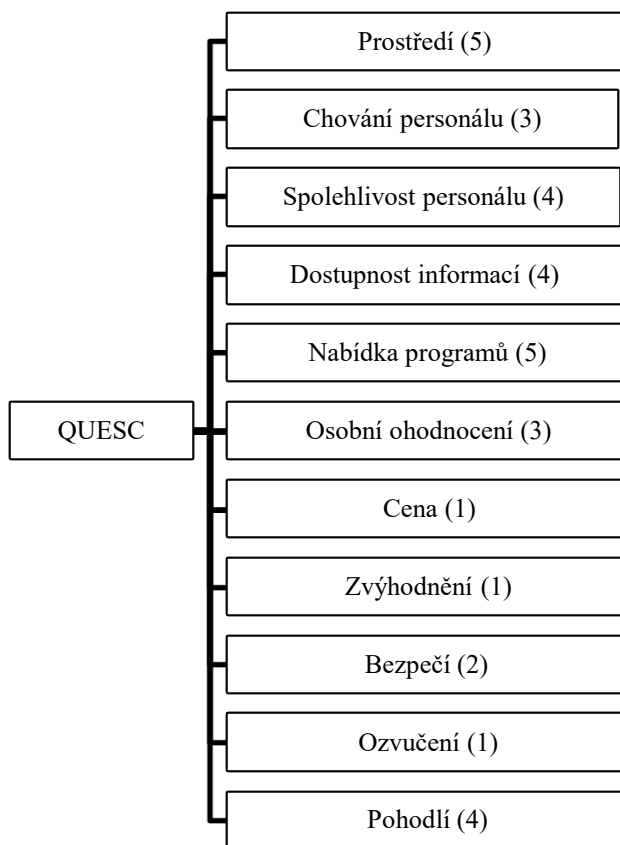 Prostředí (5)
Chování personálu (3)
Spolehlivost personálu (4)
Dostupnost informací (4)
Nabídka programů (5)
QUESC
Osobní ohodnocení (3)
Cena (1)
Zvýhodnění (1)
Bezpečí (2)
Ozvučení (1)
Pohodlí (4)